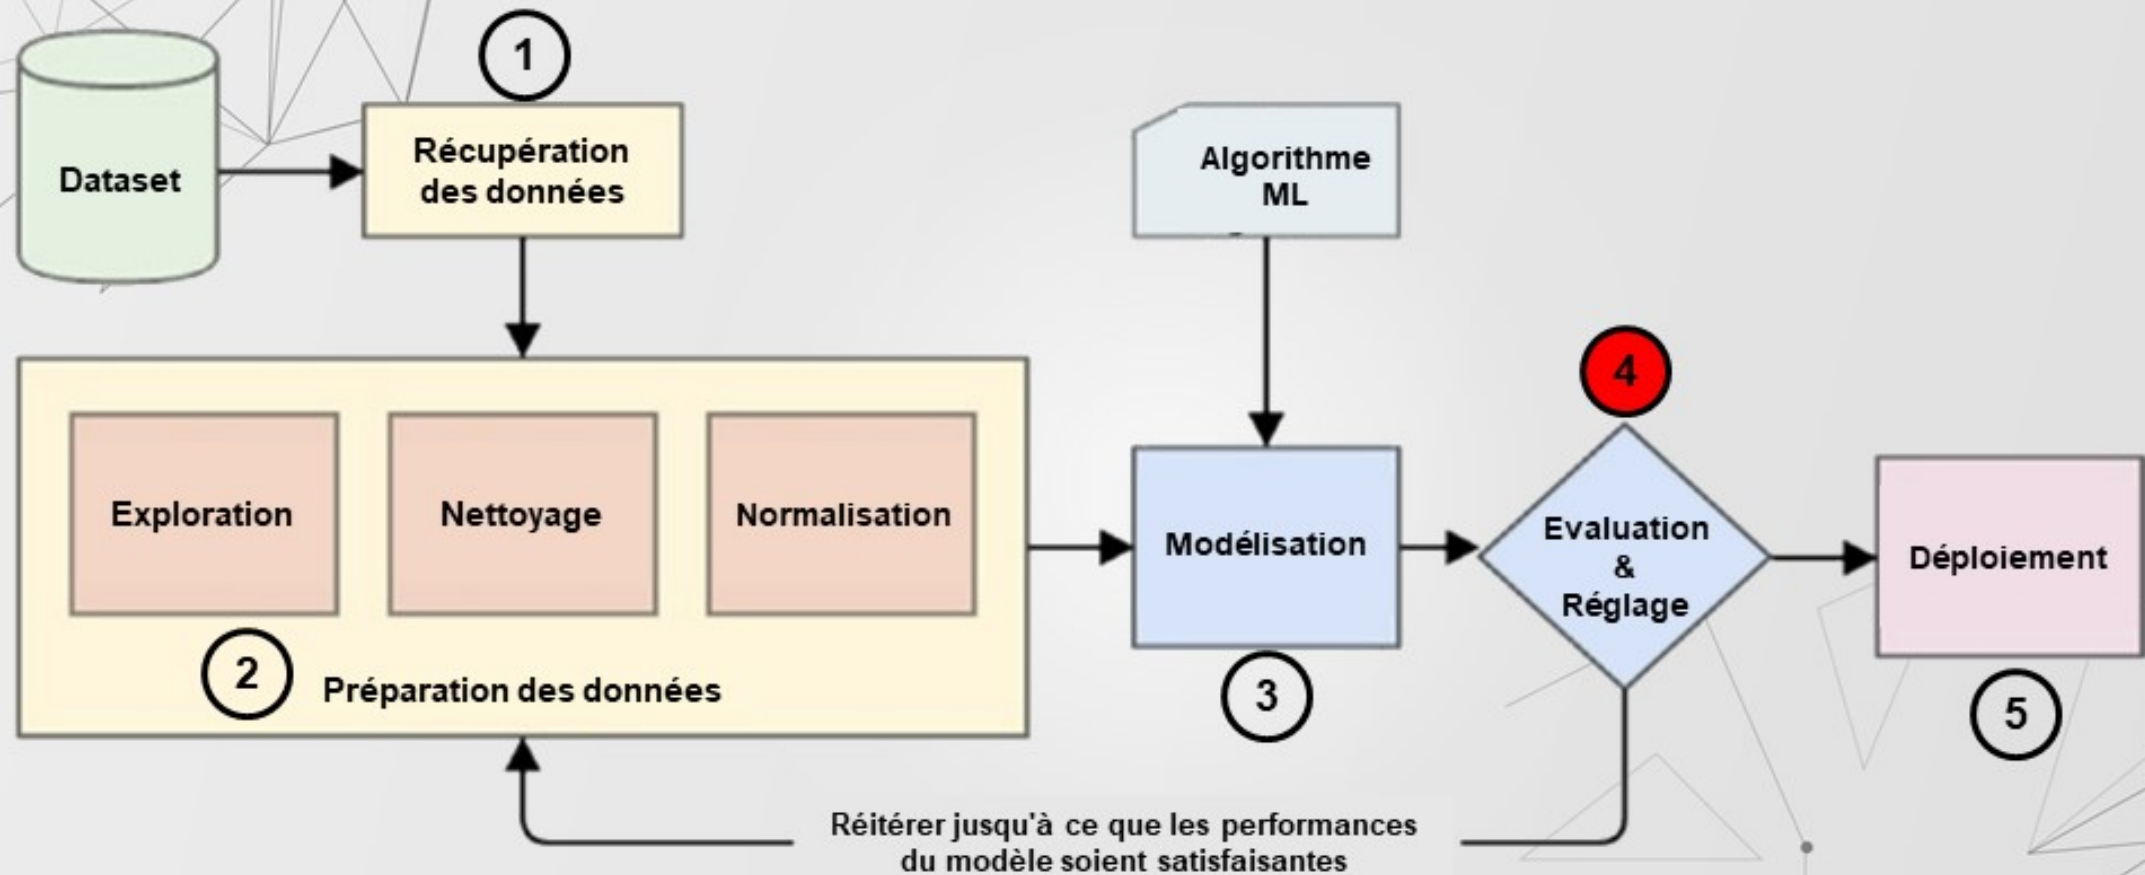 1
Dataset
Récupération
des données
Algorithme
ML
4
Exploration
Nettoyage
Normalisation
Modélisation
Evaluation
&
Réglage
Déploiement
2
Préparation des données
3
5
Réitérer jusqu'à ce que les performances
du modèle soient satisfaisantes